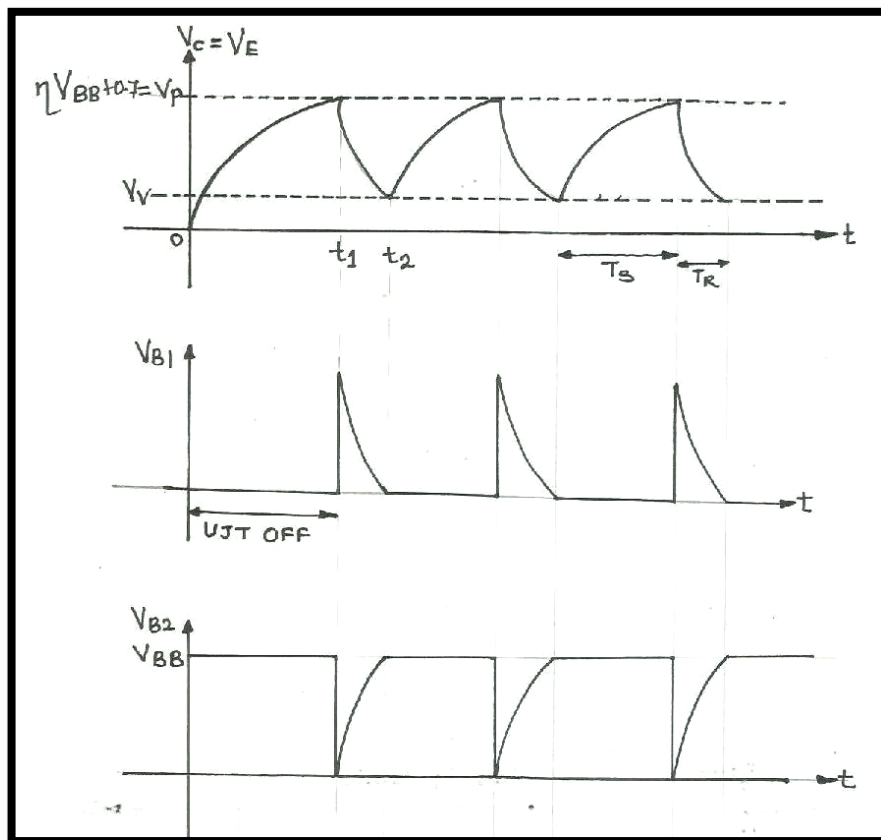 VC = VE
ηVBB+0.7=VP
VV
0
t1
t2
TS
TR
t
VB1
t
UJT OFF
VB2
VBB
t